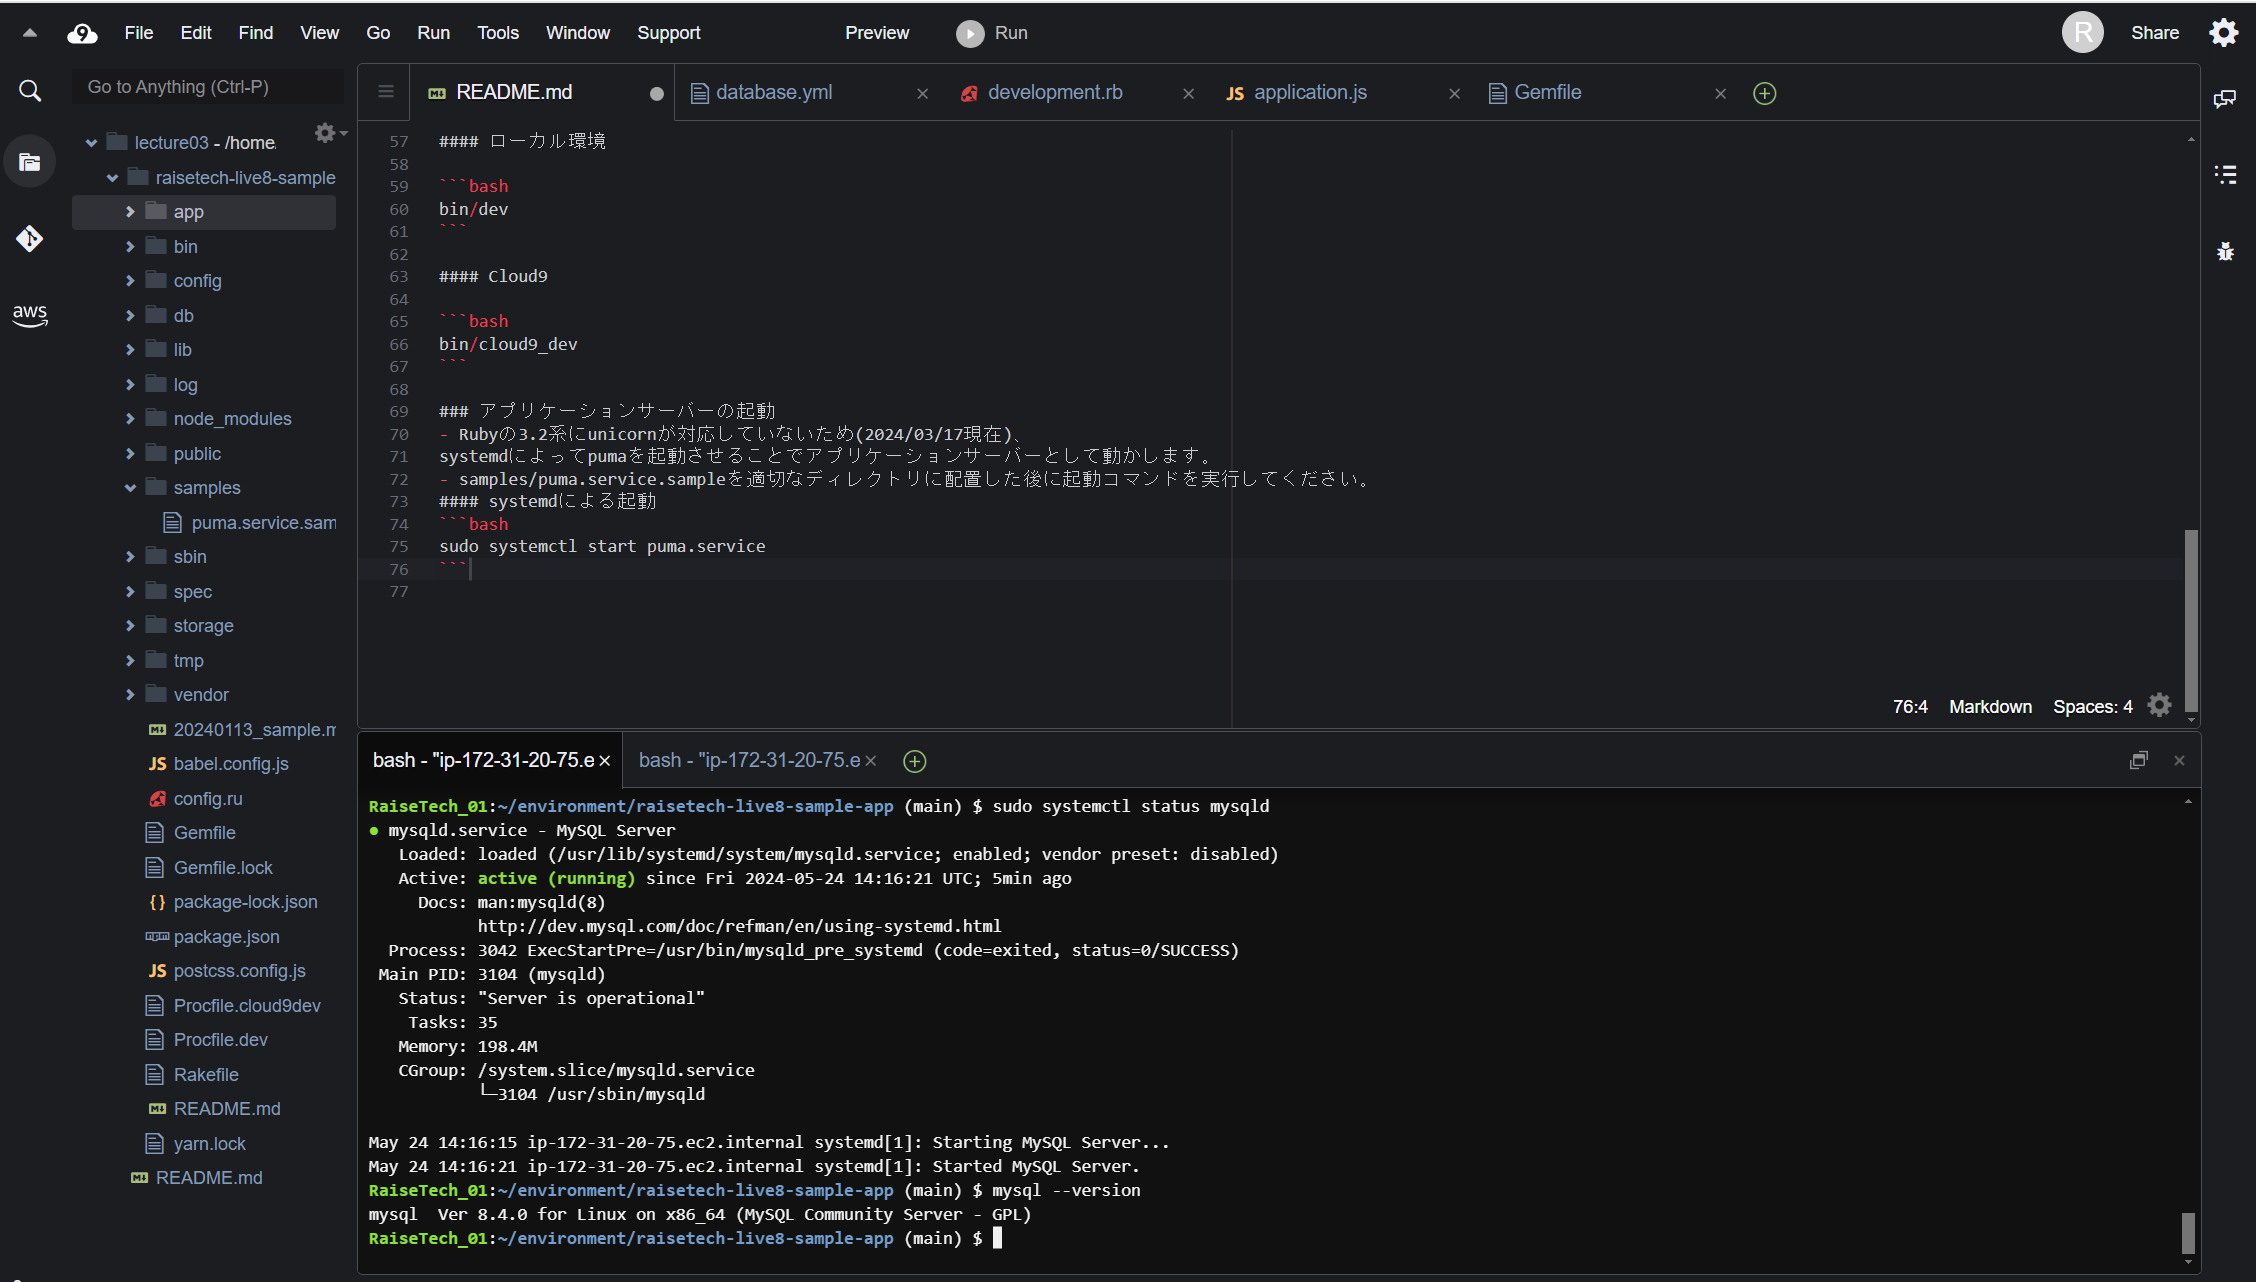 File Edit Find View Go Run Tools Window Support Preview Run R Share
Go to Anything (Ctrl-P)
README.md database.yml development.rb JS application.js Gemfile
lecture03 - /home.
raisetech-live8-sample
app
bin
config
db
lib
log
node_modules
public
samples
puma.service.sam
sbin
spec
storage
tmp
vendor
20240113_sample.m
JS babel.config.js
config.ru
Gemfile
Gemfile.lock
{} package-lock.json
package.json
JS postcss.config.js
Procfile.cloud9dev
Procfile.dev
Rakefile
README.md
yarn.lock
README.md
aws
57 #### ローカル環境
58
59 ```bash
60 bin/dev
61 ```
62
63 #### Cloud9
64
65 ```bash
66 bin/cloud9_dev
67 ```
68
69 ### アプリケーションサーバーの起動
70 - Rubyの3.2系にunicornが対応していないため(2024/03/17現在)、
71 systemdによってpumaを起動させることでアプリケーションサーバーとして動かします。
72 - samples/puma.service.sampleを適切なディレクトリに配置した後に起動コマンドを実行してください。
73 #### systemdによる起動
74 ```bash
75 sudo systemctl start puma.service
76 ```
77
76:4 Markdown Spaces: 4
bash - "ip-172-31-20-75.e bash - "ip-172-31-20-75.e
RaiseTech_01:~/environment/raisetech-live8-sample-app (main) $ sudo systemctl status mysqld
● mysqld.service - MySQL Server
Loaded: loaded (/usr/lib/systemd/system/mysqld.service; enabled; vendor preset: disabled)
Active: active (running) since Fri 2024-05-24 14:16:21 UTC; 5min ago
Docs: man:mysqld(8)
http://dev.mysql.com/doc/refman/en/using-systemd.html
Process: 3042 ExecStartPre=/usr/bin/mysqld_pre_systemd (code=exited, status=0/SUCCESS)
Main PID: 3104 (mysqld)
Status: "Server is operational"
Tasks: 35
Memory: 198.4M
CGroup: /system.slice/mysqld.service
└─3104 /usr/sbin/mysqld
May 24 14:16:15 ip-172-31-20-75.ec2.internal systemd[1]: Starting MySQL Server...
May 24 14:16:21 ip-172-31-20-75.ec2.internal systemd[1]: Started MySQL Server.
RaiseTech_01:~/environment/raisetech-live8-sample-app (main) $ mysql --version
mysql  Ver 8.4.0 for Linux on x86_64 (MySQL Community Server - GPL)
RaiseTech_01:~/environment/raisetech-live8-sample-app (main) $